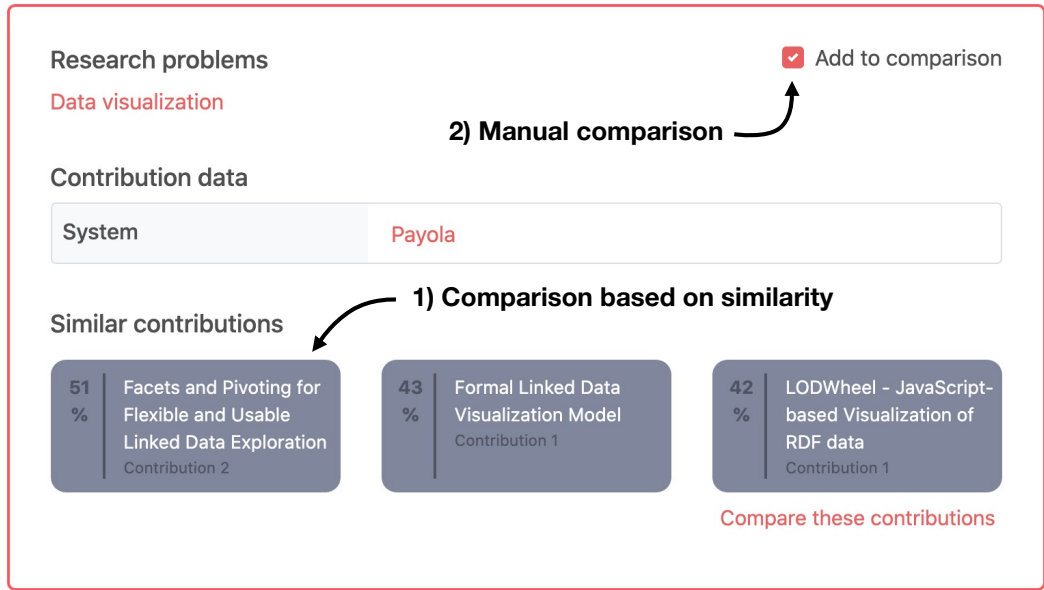 Research problems
Add to comparison
Data visualization
2) Manual comparison
Contribution data
System
Payola
1) Comparison based on similarity
Similar contributions
51
%
Facets and Pivoting for
Flexible and Usable
Linked Data Exploration
Contribution 2
43
%
Formal Linked Data
Visualization Model
Contribution 1
42
%
LODWheel - JavaScript-
based Visualization of
RDF data
Contribution 1
Compare these contributions